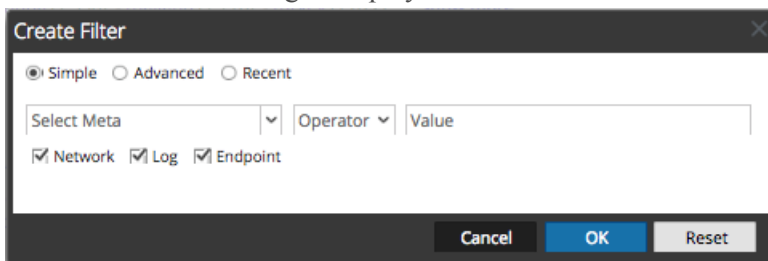 Create Filter
Simple Advanced Recent
Select Meta Operator Value
Network Log Endpoint
Cancel OK Reset